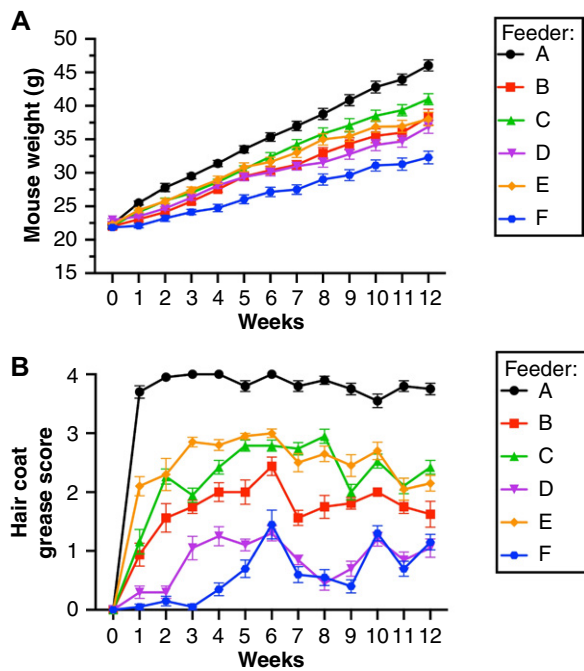 A
Mouse weight (g)
50
45
40
35
30
25
20
15
0 1 2 3 4 5 6 7 8 9 10 11 12
Weeks
Feeder:
A
B
C
D
E
F
B
Hair coat
grease score
4
3
2
1
0
0 1 2 3 4 5 6 7 8 9 10 11 12
Weeks
Feeder:
A
B
C
D
E
F